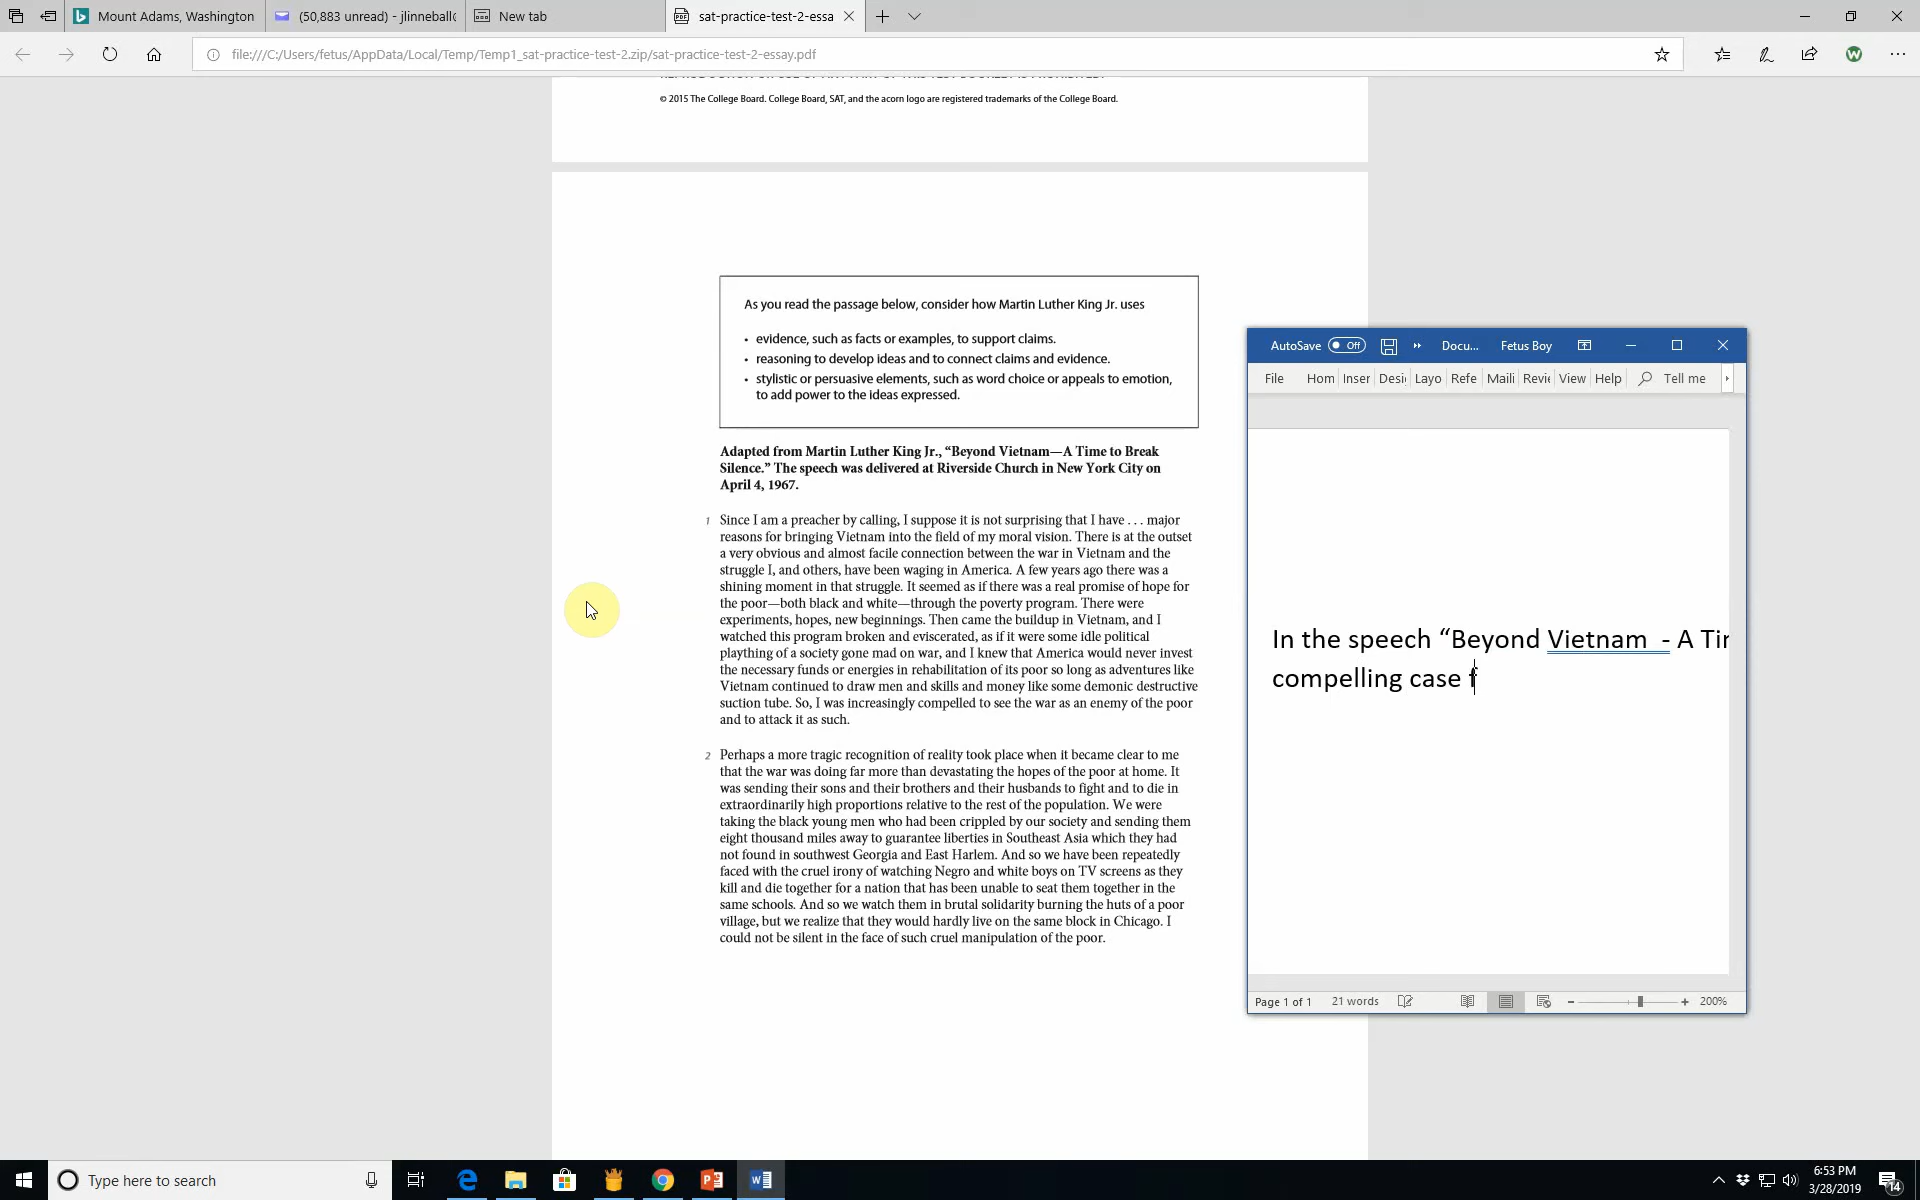 Mount Adams, Washington
(50,883 unread) - jlinneball
New tab
sat-practice-test-2-essa
file:///C:/Users/fetus/AppData/Local/Temp/Temp1_sat-practice-test-2.zip/sat-practice-test-2-essay.pdf
© 2015 The College Board. College Board, SAT, and the acorn logo are registered trademarks of the College Board.
As you read the passage below, consider how Martin Luther King Jr. uses
• evidence, such as facts or examples, to support claims.
• reasoning to develop ideas and to connect claims and evidence.
• stylistic or persuasive elements, such as word choice or appeals to emotion,
to add power to the ideas expressed.
Adapted from Martin Luther King Jr., “Beyond Vietnam—A Time to Break
Silence.” The speech was delivered at Riverside Church in New York City on
April 4, 1967.
1 Since I am a preacher by calling, I suppose it is not surprising that I have . . . major
reasons for bringing Vietnam into the field of my moral vision. There is at the outset
a very obvious and almost facile connection between the war in Vietnam and the
struggle I, and others, have been waging in America. A few years ago there was a
shining moment in that struggle. It seemed as if there was a real promise of hope for
the poor—both black and white—through the poverty program. There were
experiments, hopes, new beginnings. Then came the buildup in Vietnam, and I
watched this program broken and eviscerated, as if it were some idle political
plaything of a society gone mad on war, and I knew that America would never invest
the necessary funds or energies in rehabilitation of its poor so long as adventures like
Vietnam continued to draw men and skills and money like some demonic destructive
suction tube. So, I was increasingly compelled to see the war as an enemy of the poor
and to attack it as such.
2 Perhaps a more tragic recognition of reality took place when it became clear to me
that the war was doing far more than devastating the hopes of the poor at home. It
was sending their sons and their brothers and their husbands to fight and to die in
extraordinarily high proportions relative to the rest of the population. We were
taking the black young men who had been crippled by our society and sending them
eight thousand miles away to guarantee liberties in Southeast Asia which they had
not found in southwest Georgia and East Harlem. And so we have been repeatedly
faced with the cruel irony of watching Negro and white boys on TV screens as they
kill and die together for a nation that has been unable to seat them together in the
same schools. And so we watch them in brutal solidarity burning the huts of a poor
village, but we realize that they would hardly live on the same block in Chicago. I
could not be silent in the face of such cruel manipulation of the poor.
AutoSave Off Docu... Fetus Boy
File Hom Inser Desi Layo Refe Maili Revie View Help Tell me
In the speech “Beyond Vietnam - A Tim
compelling case f
Page 1 of 1 21 words 200%
Type here to search
6:53 PM
3/28/2019
14